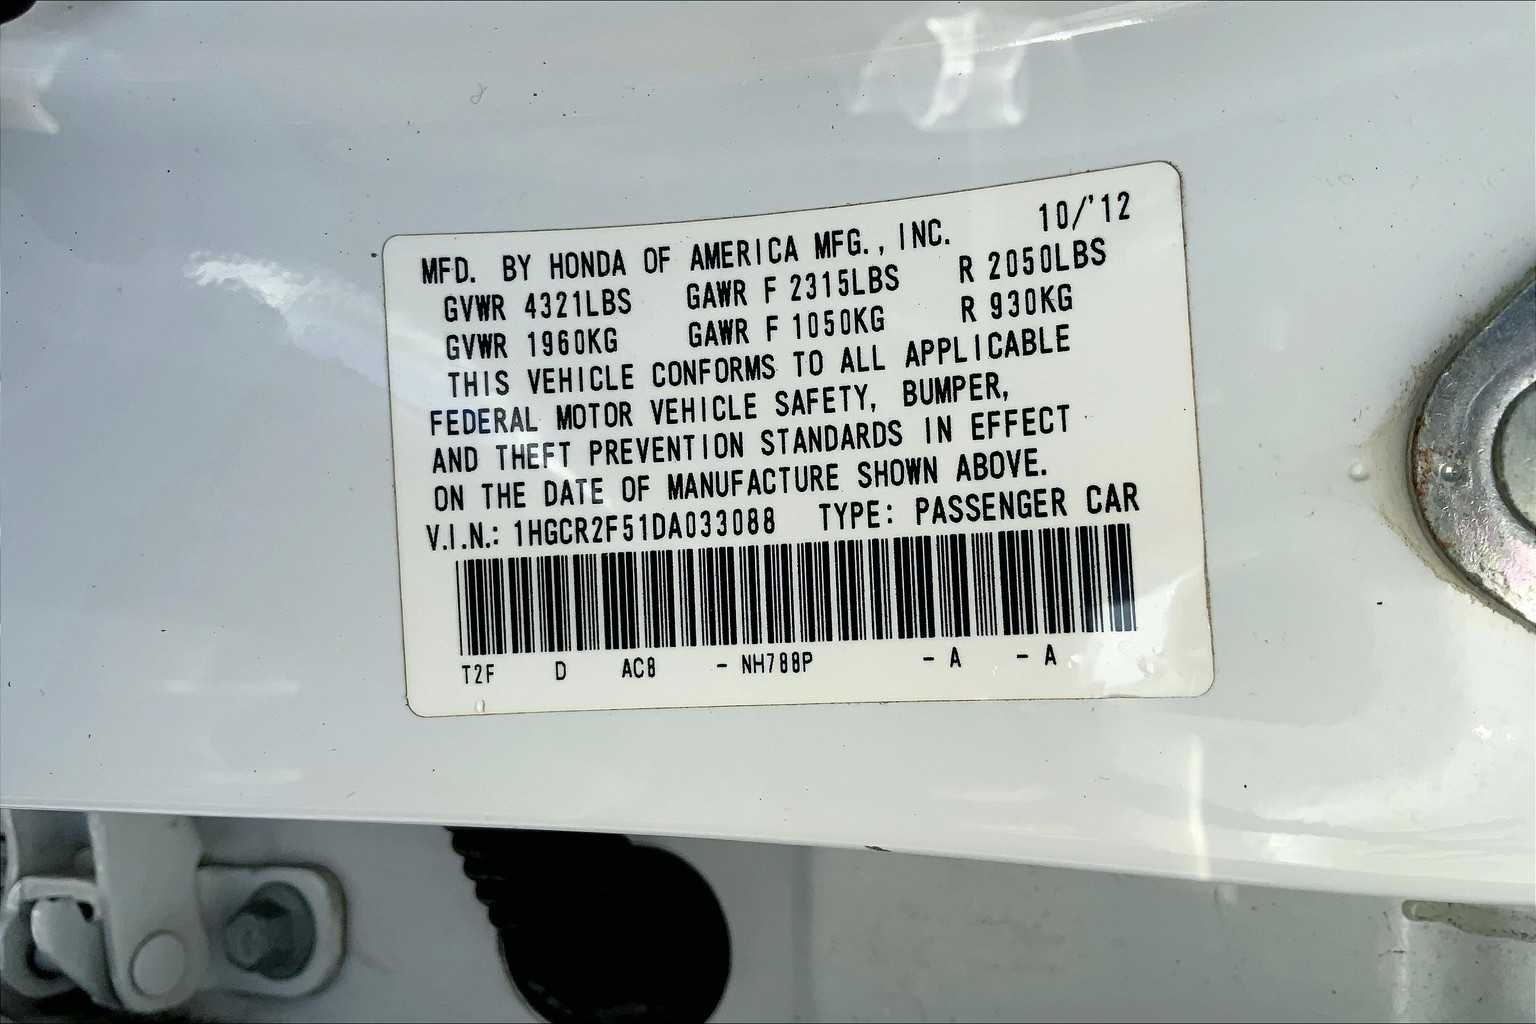 MFD. BY HONDA OF AMERICA MFG., INC. 10/'12
GVWR 4321LBS GAWR F 2315LBS R 2050LBS
GVWR 1960KG GAWR F 1050KG R 930KG
THIS VEHICLE CONFORMS TO ALL APPLICABLE
FEDERAL MOTOR VEHICLE SAFETY, BUMPER,
AND THEFT PREVENTION STANDARDS IN EFFECT
ON THE DATE OF MANUFACTURE SHOWN ABOVE.
V.I.N.: 1HGCR2F51DA033088 TYPE: PASSENGER CAR
T2F D AC8 - NH788P - A - A